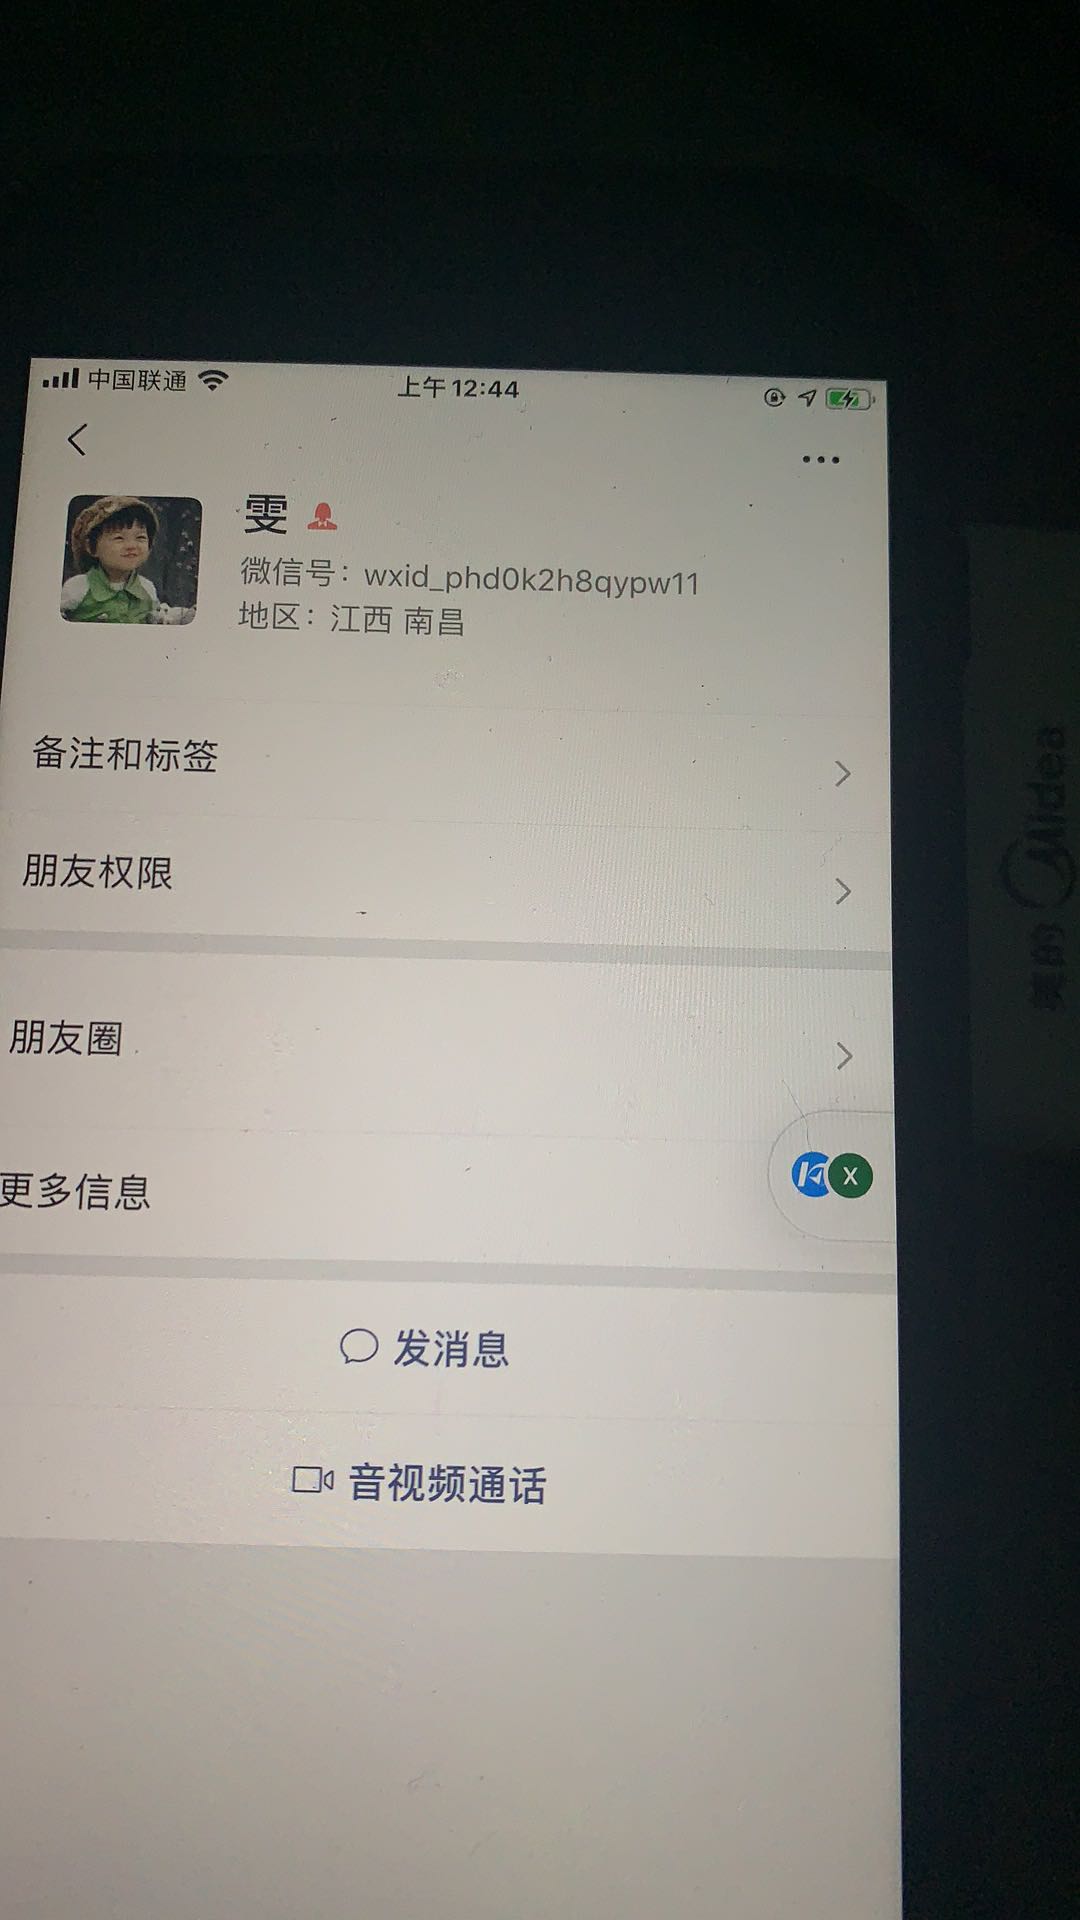 中国联通
上午12:44
雯
微信号：wxid_phd0k2h8qypw11
地区：江西 南昌
备注和标签
朋友权限
朋友圈
更多信息
X
发消息
音视频通话
美的 Midea